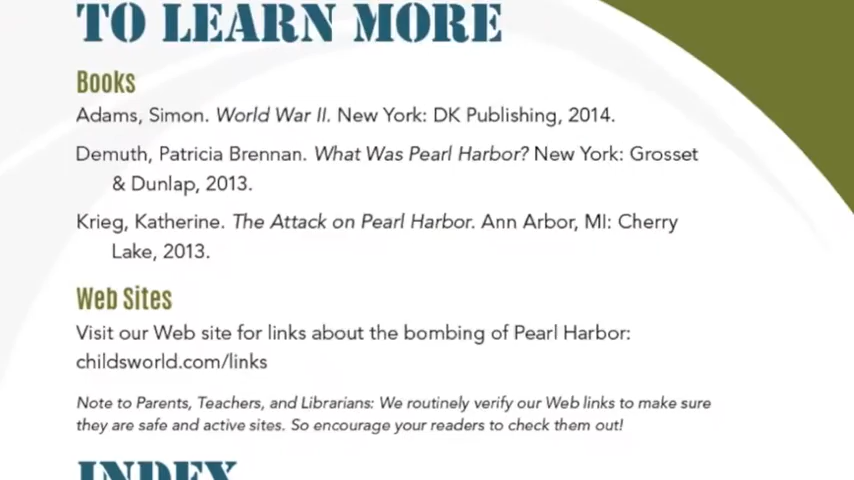 TO LEARN MORE
Books
Adams, Simon. World War II. New York: DK Publishing, 2014.
Demuth, Patricia Brennan. What Was Pearl Harbor? New York: Grosset
& Dunlap, 2013.
Krieg, Katherine. The Attack on Pearl Harbor. Ann Arbor, MI: Cherry
Lake, 2013.
Web Sites
Visit our Web site for links about the bombing of Pearl Harbor:
childsworld.com/links
Note to Parents, Teachers, and Librarians: We routinely verify our Web links to make sure
they are safe and active sites. So encourage your readers to check them out!
INDEX